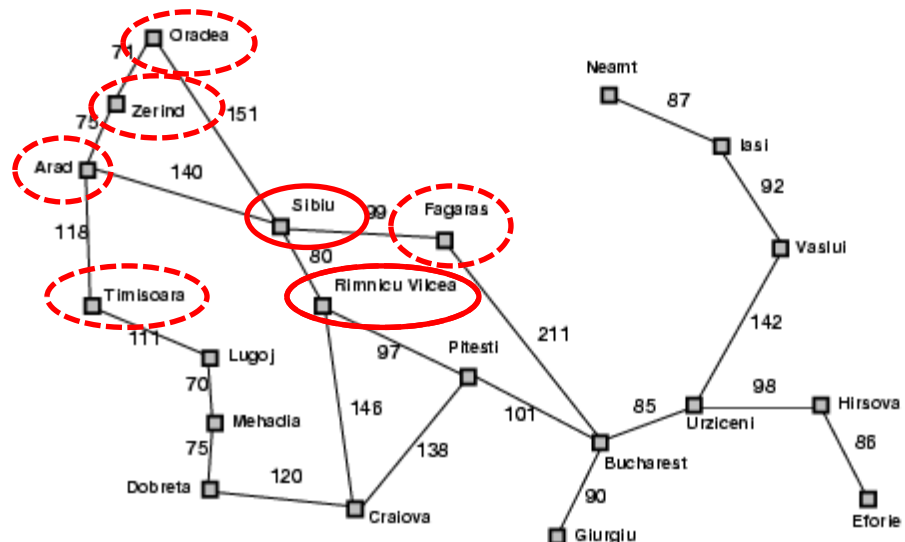 Oradea
71
Neamt
87
Zerind
151
75
Iasi
Arad
140
92
Sibiu
99
Fagaras
118
Vaslui
80
Timisoara
Rimnicu Vilcea
142
111
211
Lugoj
97
Pitesti
70
98
Hirsova
146
101
85
Mehadia
Urziceni
75
138
86
Bucharest
120
Dobreta
90
Craiova
Eforie
Giurgiu